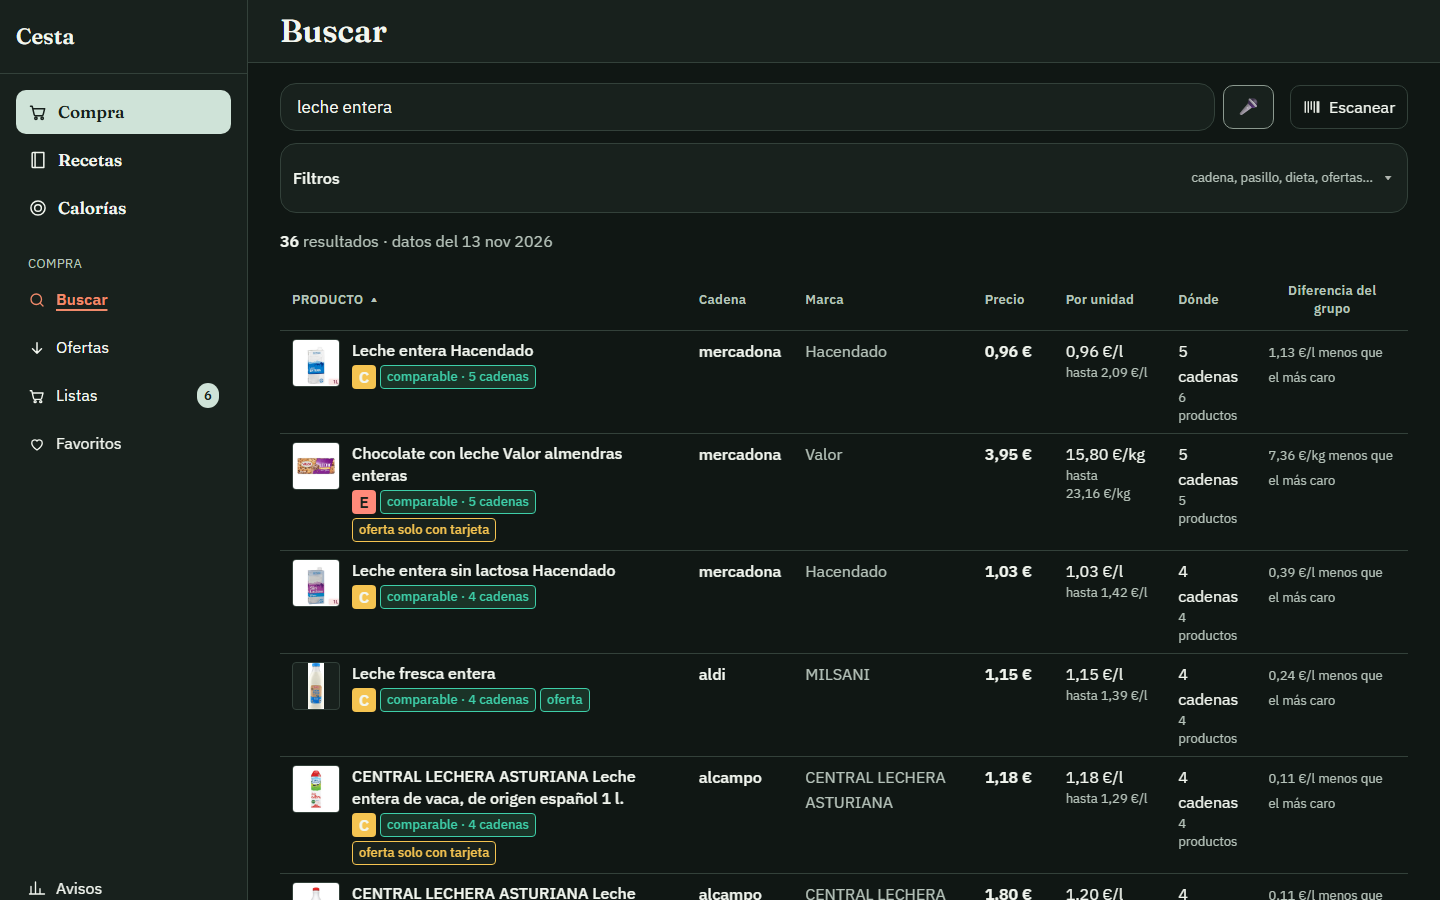 Cesta
Buscar
Compra
Recetas
Calorías
COMPRA
Buscar
Ofertas
Listas 6
Favoritos
Avisos
leche entera
Escanear
Filtros
cadena, pasillo, dieta, ofertas...
36 resultados · datos del 13 nov 2026
PRODUCTO ▲ Cadena Marca Precio Por unidad Dónde Diferencia del grupo
Leche entera Hacendado
C comparable · 5 cadenas
mercadona
Hacendado
0,96 €
0,96 €/l
hasta 2,09 €/l
5
cadenas
6
productos
1,13 €/l menos que
el más caro
Chocolate con leche Valor almendras
enteras
E comparable · 5 cadenas
oferta solo con tarjeta
mercadona
Valor
3,95 €
15,80 €/kg
hasta
23,16 €/kg
5
cadenas
5
productos
7,36 €/kg menos que
el más caro
Leche entera sin lactosa Hacendado
C comparable · 4 cadenas
mercadona
Hacendado
1,03 €
1,03 €/l
hasta 1,42 €/l
4
cadenas
4
productos
0,39 €/l menos que
el más caro
Leche fresca entera
C comparable · 4 cadenas oferta
aldi
MILSANI
1,15 €
1,15 €/l
hasta 1,39 €/l
4
cadenas
4
productos
0,24 €/l menos que
el más caro
CENTRAL LECHERA ASTURIANA Leche
entera de vaca, de origen español 1 l.
C comparable · 4 cadenas
oferta solo con tarjeta
alcampo
CENTRAL LECHERA
ASTURIANA
1,18 €
1,18 €/l
hasta 1,29 €/l
4
cadenas
4
productos
0,11 €/l menos que
el más caro
CENTRAL LECHERA ASTURIANA Leche
alcampo
CENTRAL LECHERA
1,80 €
1,20 €/l
4
0,11 €/l menos que